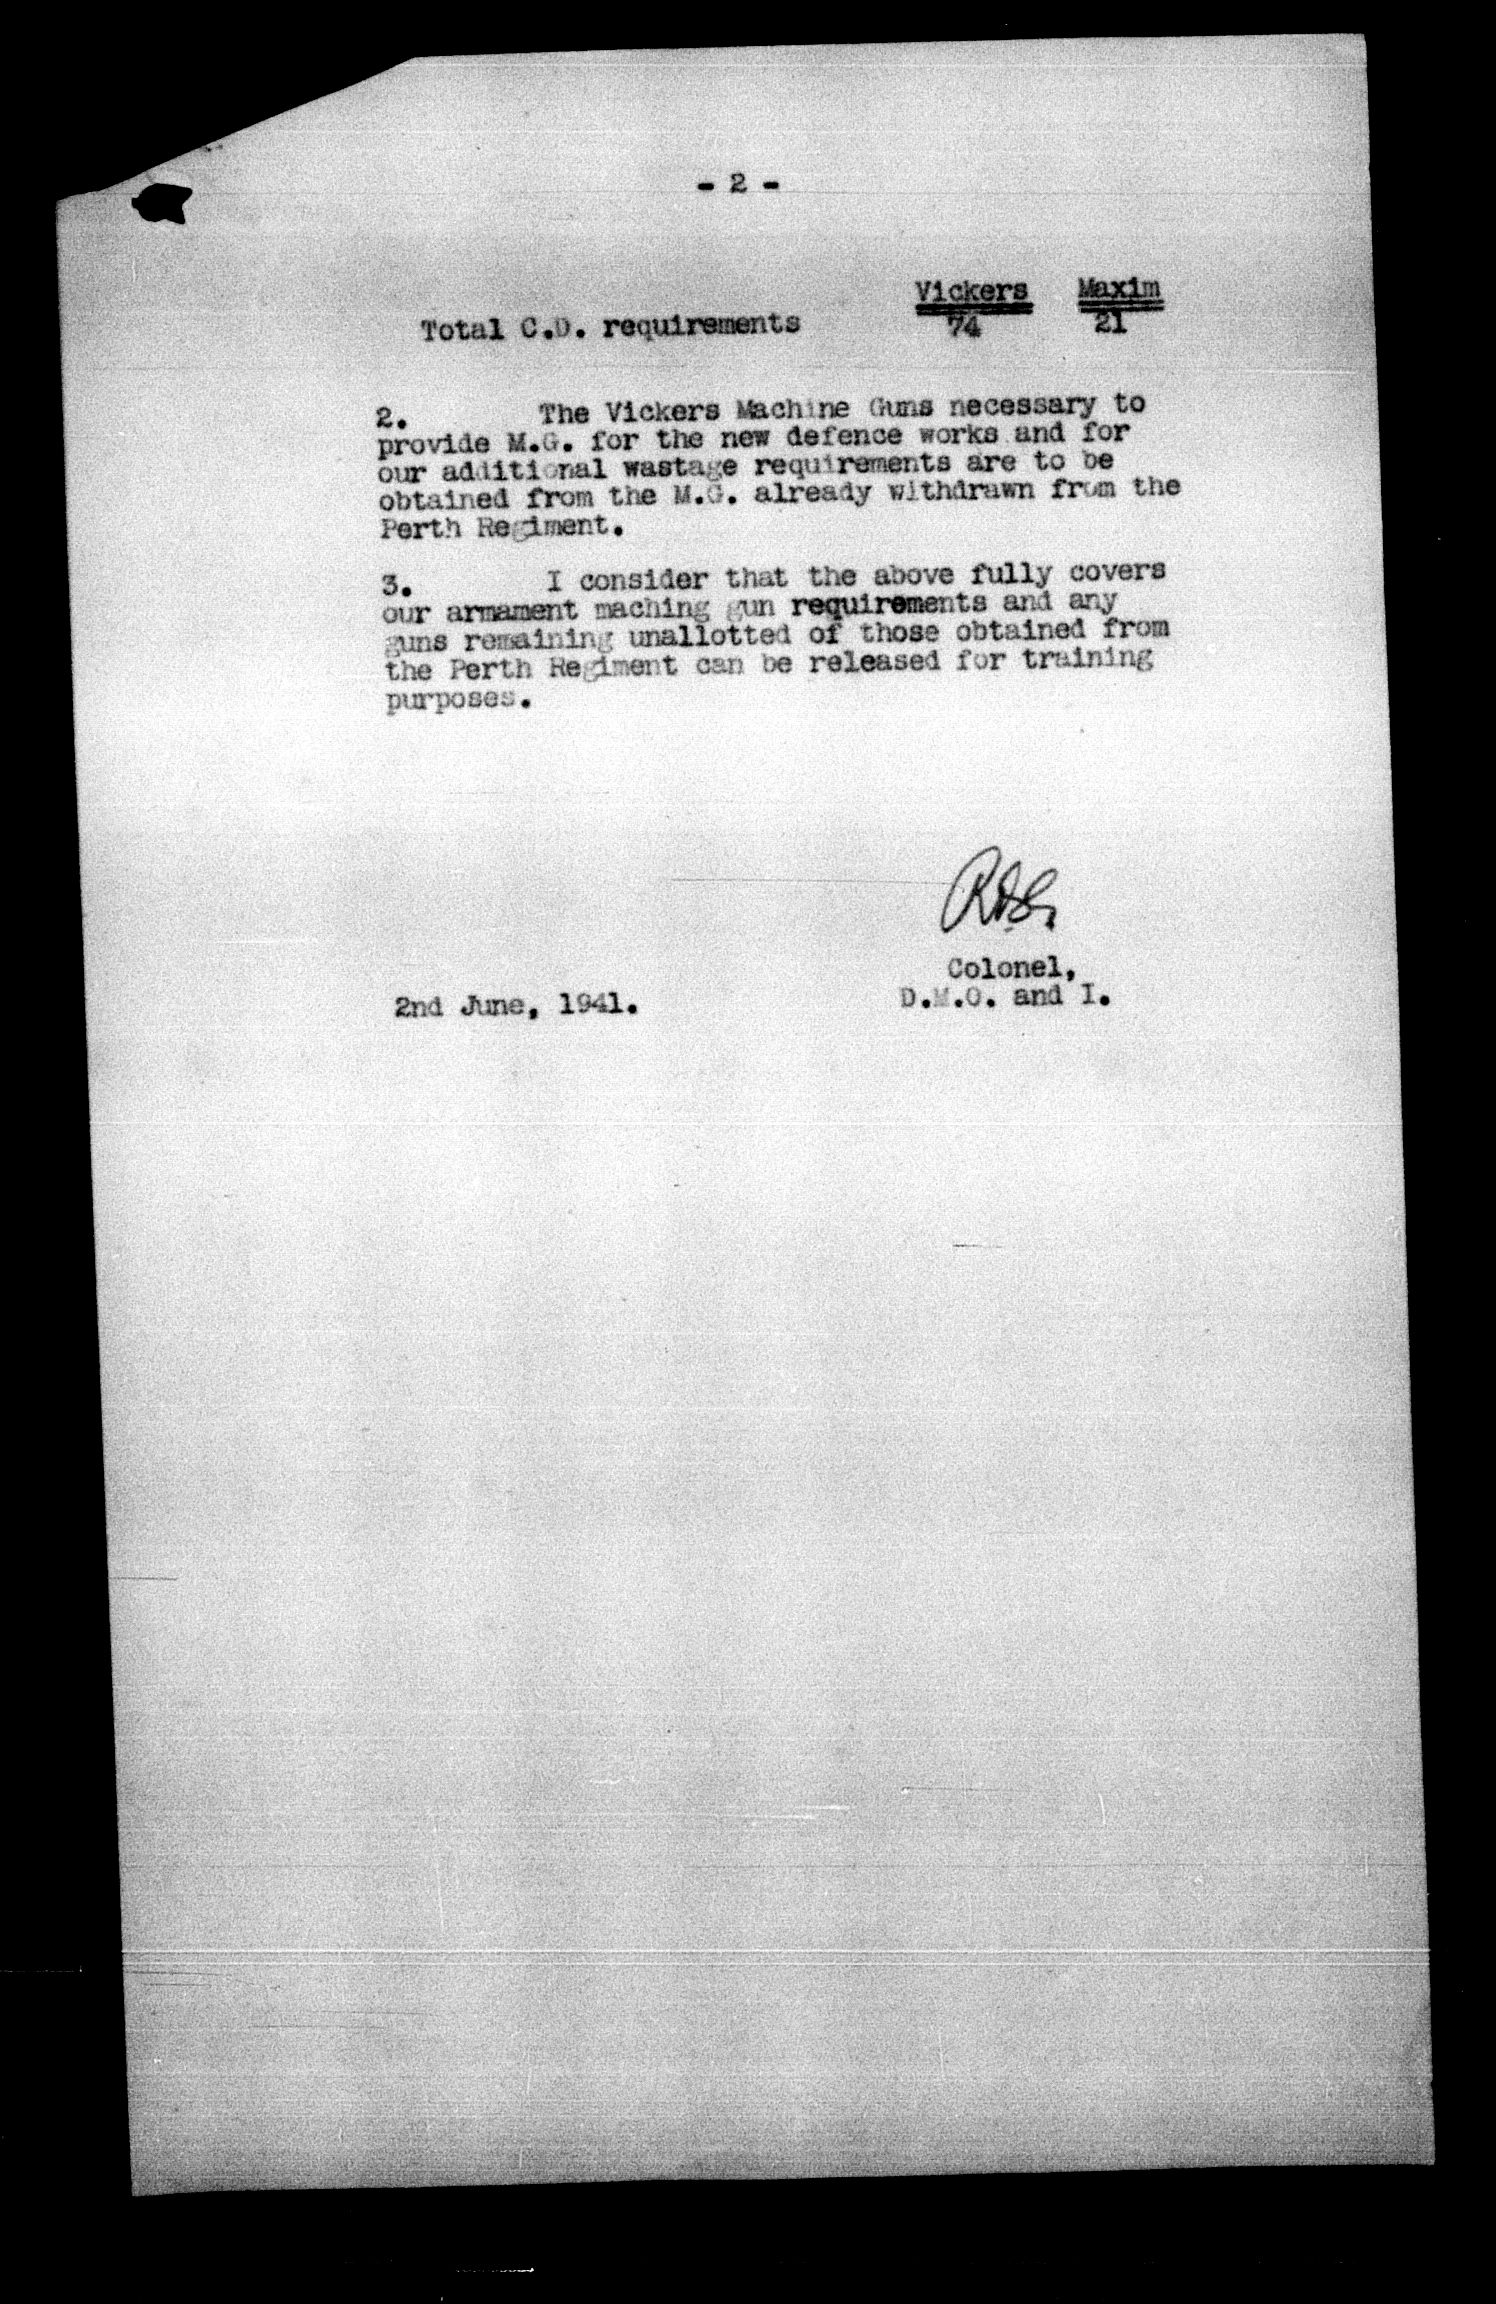 - 2 -
Vickers Maxim
Total C.D. requirements 74 21
2. The Vickers Machine Guns necessary to
provide M.G. for the new defence works and for
our additional wastage requirements are to be
obtained from the M.G. already withdrawn from the
Perth Regiment.
3. I consider that the above fully covers
our armament maching gun requirements and any
guns remaining unallotted of those obtained from
the Perth Regiment can be released for training
purposes.
Colonel,
2nd June, 1941. D.M.O. and I.